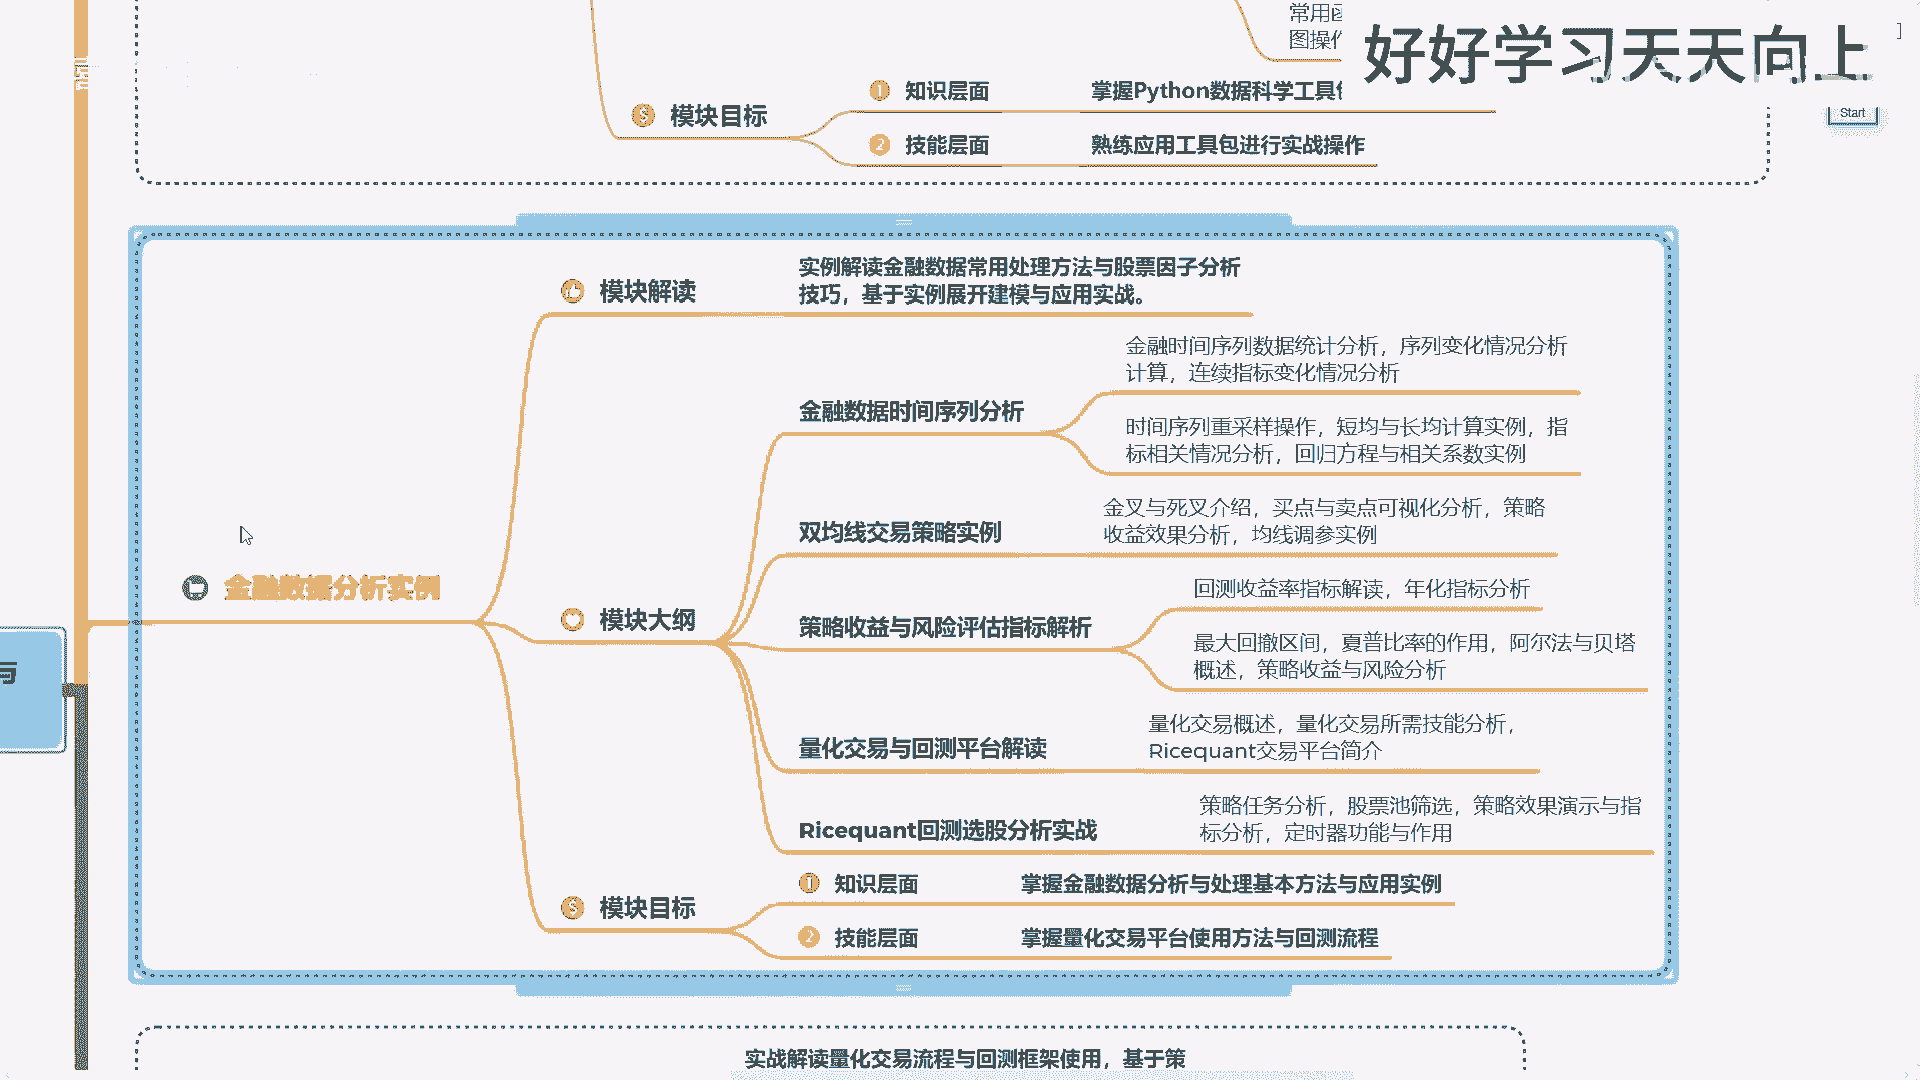 常用函
图操作
好好学习天天向上
Start
模块目标
1 知识层面
掌握Python数据科学工具包
2 技能层面
熟练应用工具包进行实战操作
模块解读
实例解读金融数据常用处理方法与股票因子分析
技巧，基于实例展开建模与应用实战。
金融数据分析实例
模块大纲
金融数据时间序列分析
金融时间序列数据统计分析，序列变化情况分析
计算，连续指标变化情况分析
时间序列重采样操作，短均与长均计算实例，指
标相关情况分析，回归方程与相关系数实例
双均线交易策略实例
金叉与死叉介绍，买点与卖点可视化分析，策略
收益效果分析，均线调参实例
策略收益与风险评估指标解析
回测收益率指标解读，年化指标分析
最大回撤区间，夏普比率的作用，阿尔法与贝塔
概述，策略收益与风险分析
与
量化交易与回测平台解读
量化交易概述，量化交易所需技能分析，
Ricequant交易平台简介
Ricequant回测选股分析实战
策略任务分析，股票池筛选，策略效果演示与指
标分析，定时器功能与作用
模块目标
1 知识层面
掌握金融数据分析与处理基本方法与应用实例
2 技能层面
掌握量化交易平台使用方法与回测流程
实战解读量化交易流程与回测框架使用，基于策